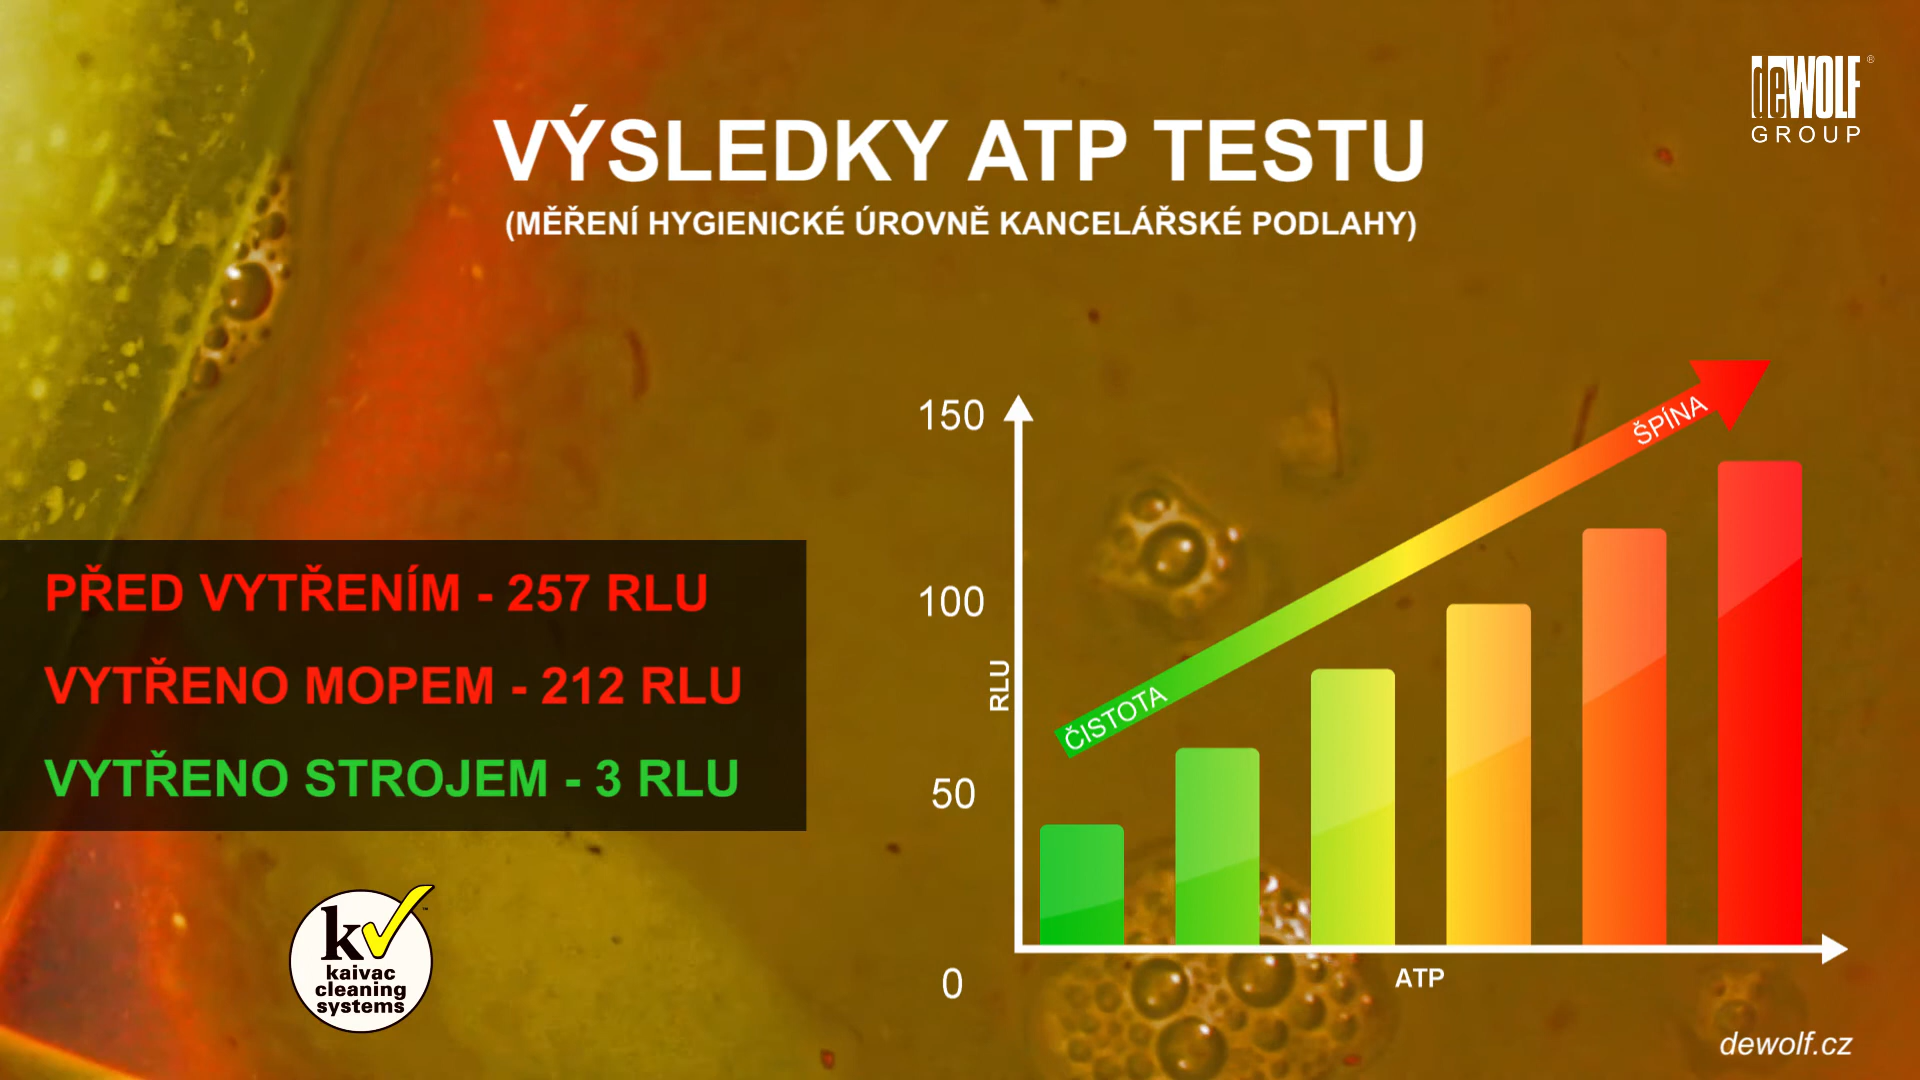 deWOLF ®
GROUP
VÝSLEDKY ATP TESTU
(MĚŘENÍ HYGIENICKÉ ÚROVNĚ KANCELÁŘSKÉ PODLAHY)
PŘED VYTŘENÍM - 257 RLU
VYTŘENO MOPEM - 212 RLU
VYTŘENO STROJEM - 3 RLU
kv ™
kaivac
cleaning
systems
150
100
50
0
RLU
ČISTOTA
ŠPÍNA
ATP
dewolf.cz